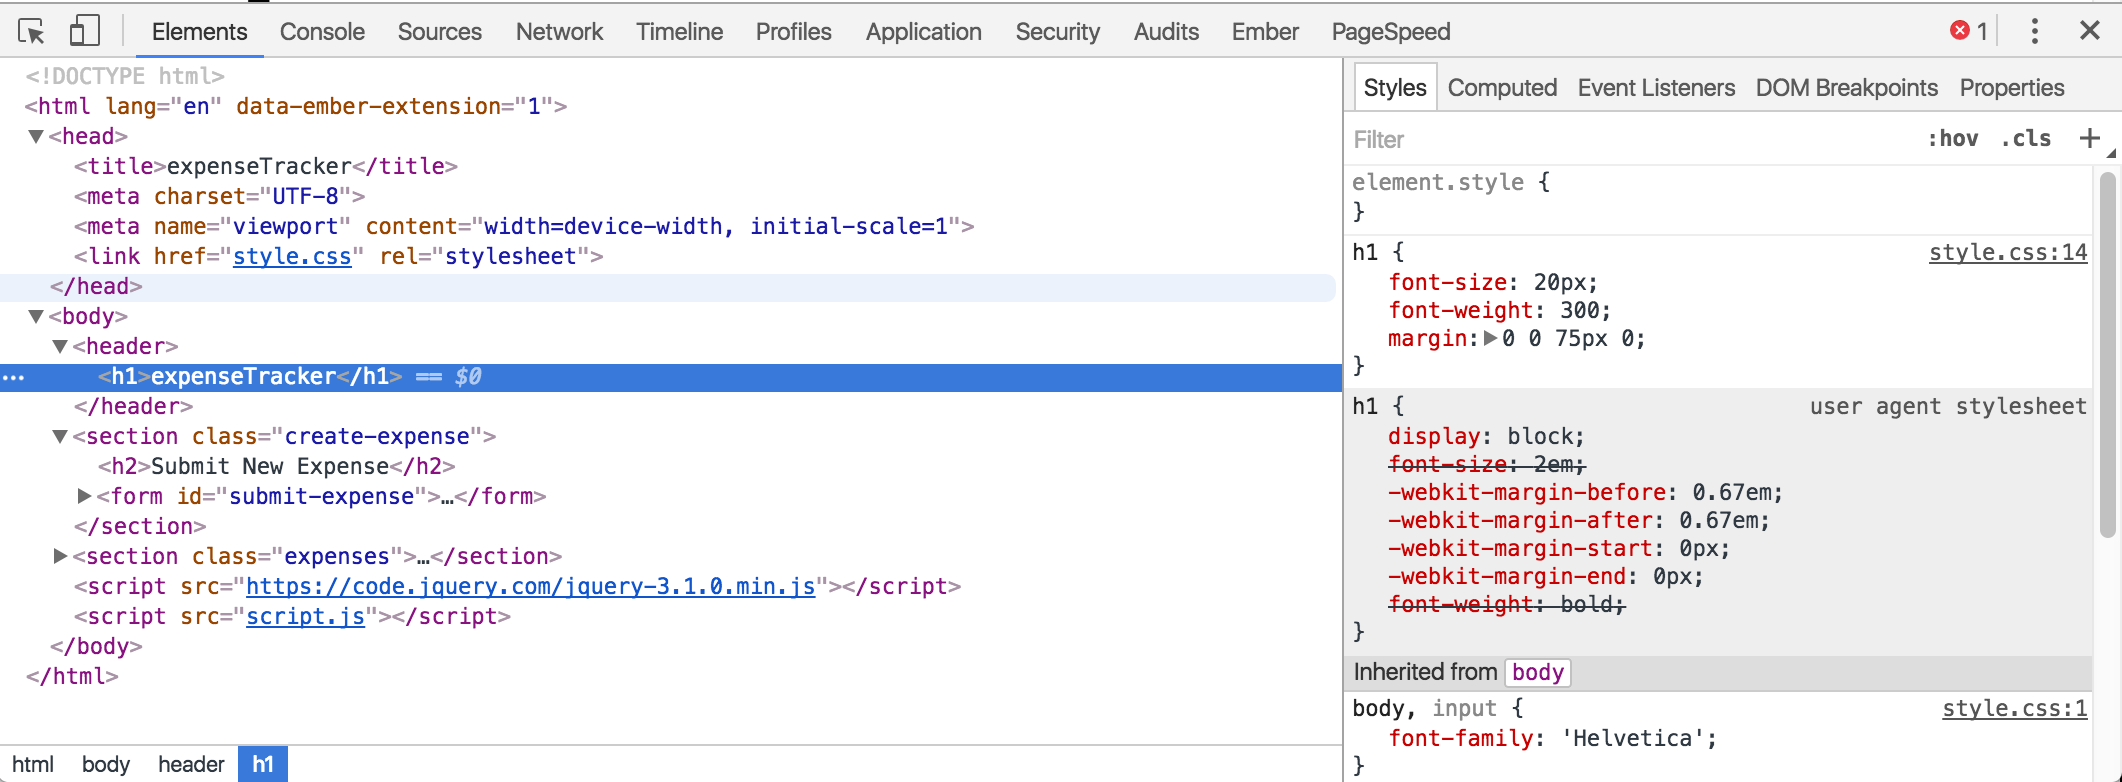 Elements Console Sources Network Timeline Profiles Application Security Audits Ember PageSpeed 1
<!DOCTYPE html>
<html lang="en" data-ember-extension="1">
<head>
<title>expenseTracker</title>
<meta charset="UTF-8">
<meta name="viewport" content="width=device-width, initial-scale=1">
<link href="style.css" rel="stylesheet">
</head>
<body>
<header>
<h1>expenseTracker</h1> == $0
</header>
<section class="create-expense">
<h2>Submit New Expense</h2>
<form id="submit-expense">…</form>
</section>
<section class="expenses">…</section>
<script src="https://code.jquery.com/jquery-3.1.0.min.js"></script>
<script src="script.js"></script>
</body>
</html>
html body header h1
Styles Computed Event Listeners DOM Breakpoints Properties
Filter :hov .cls +
element.style {
}
h1 { style.css:14
font-size: 20px;
font-weight: 300;
margin: 0 0 75px 0;
}
h1 { user agent stylesheet
display: block;
font-size: 2em;
-webkit-margin-before: 0.67em;
-webkit-margin-after: 0.67em;
-webkit-margin-start: 0px;
-webkit-margin-end: 0px;
font-weight: bold;
}
Inherited from body
body, input { style.css:1
font-family: 'Helvetica';
}